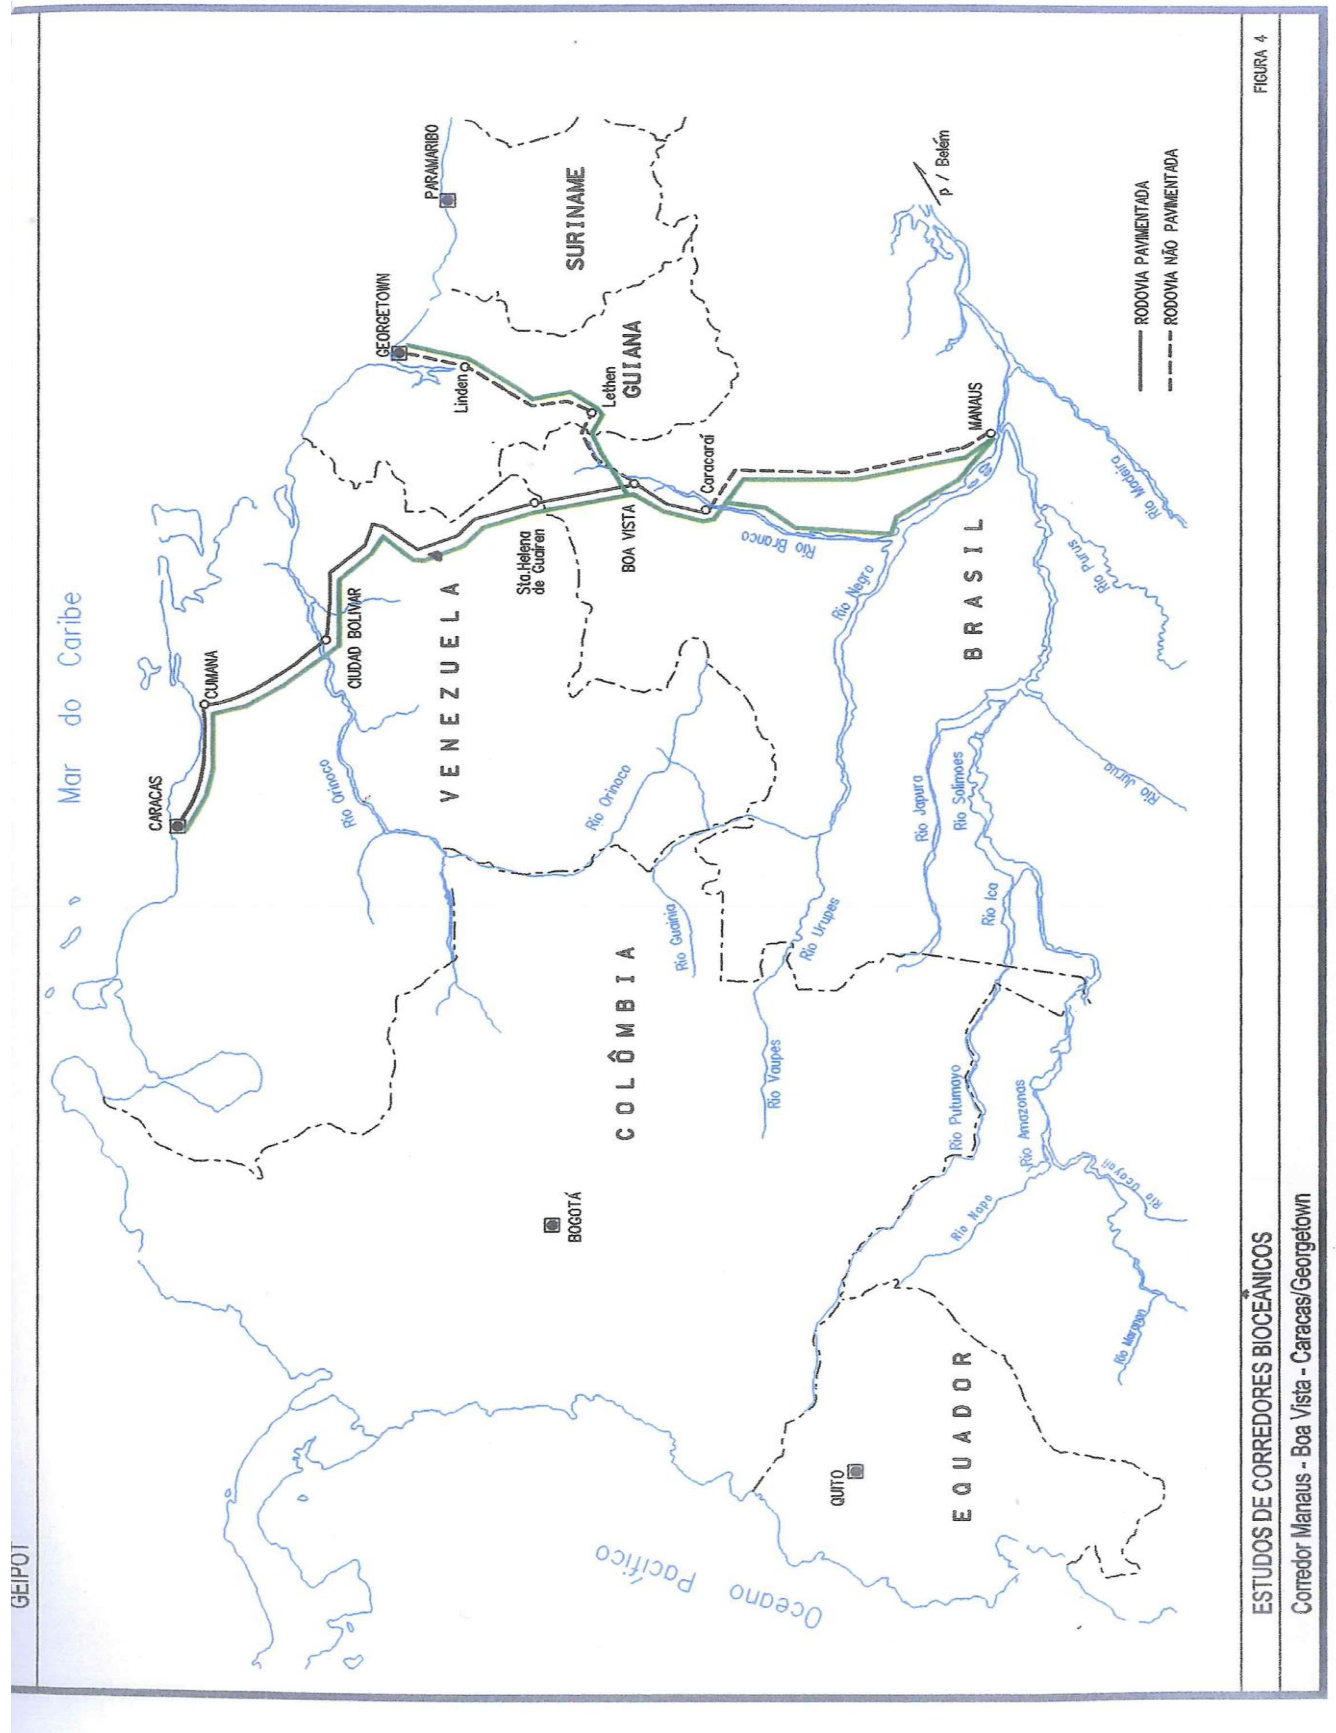 GEIPOT
Mar do Caribe
CARACAS
CUMANA
GEORGETOWN
PARAMARIBO
Linden
Rio Orinoco
CIUDAD BOLIVAR
VENEZUELA
Sta.Helena
de Guairen
Lethen
GUIANA
SURINAME
BOGOTÁ
COLÔMBIA
Rio Orinoco
BOA VISTA
Caracaraí
Rio Guainia
Rio Branco
Rio Vaupes
Rio Urupes
Rio Negro
Oceano Pacífico
QUITO
EQUADOR
Rio Putumayo
Rio Napo
Rio Japura
Rio Solimoes
Rio Ica
BRASIL
MANAUS
p / Belém
Rio Amazonas
Rio Ucayali
Rio Maranon
Rio Jurua
Rio Purus
Rio Madeira
RODOVIA PAVIMENTADA
RODOVIA NÃO PAVIMENTADA
ESTUDOS DE CORREDORES BIOCEÂNICOS
FIGURA 4
Corredor Manaus - Boa Vista - Caracas/Georgetown